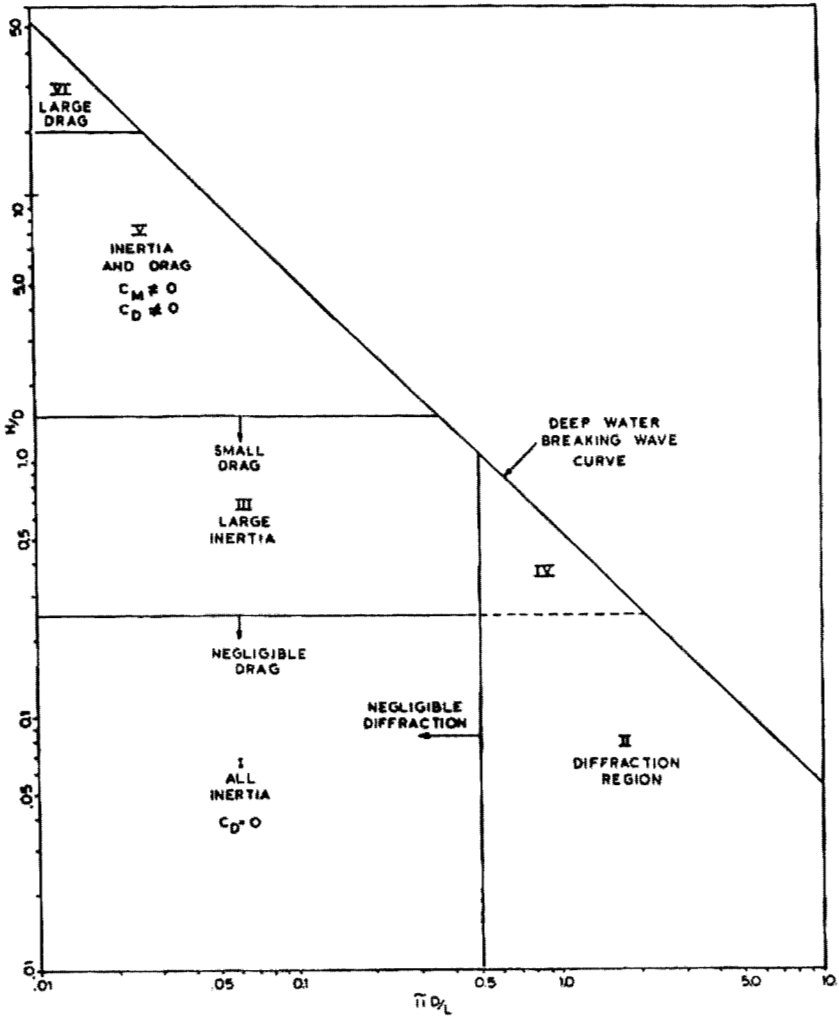 50
VI
LARGE
DRAG
10
V
INERTIA
AND DRAG
C_M ≠ 0
C_D ≠ 0
5.0
H/D
SMALL
DRAG
1.0
DEEP WATER
BREAKING WAVE
CURVE
III
LARGE
INERTIA
0.5
IV
NEGLIGIBLE
DRAG
NEGLIGIBLE
DIFFRACTION
0.1
II
DIFFRACTION
REGION
I
ALL
INERTIA
C_D= 0
.05
.01
.01 .05 0.1 0.5 1.0 5.0 10.
π D/L